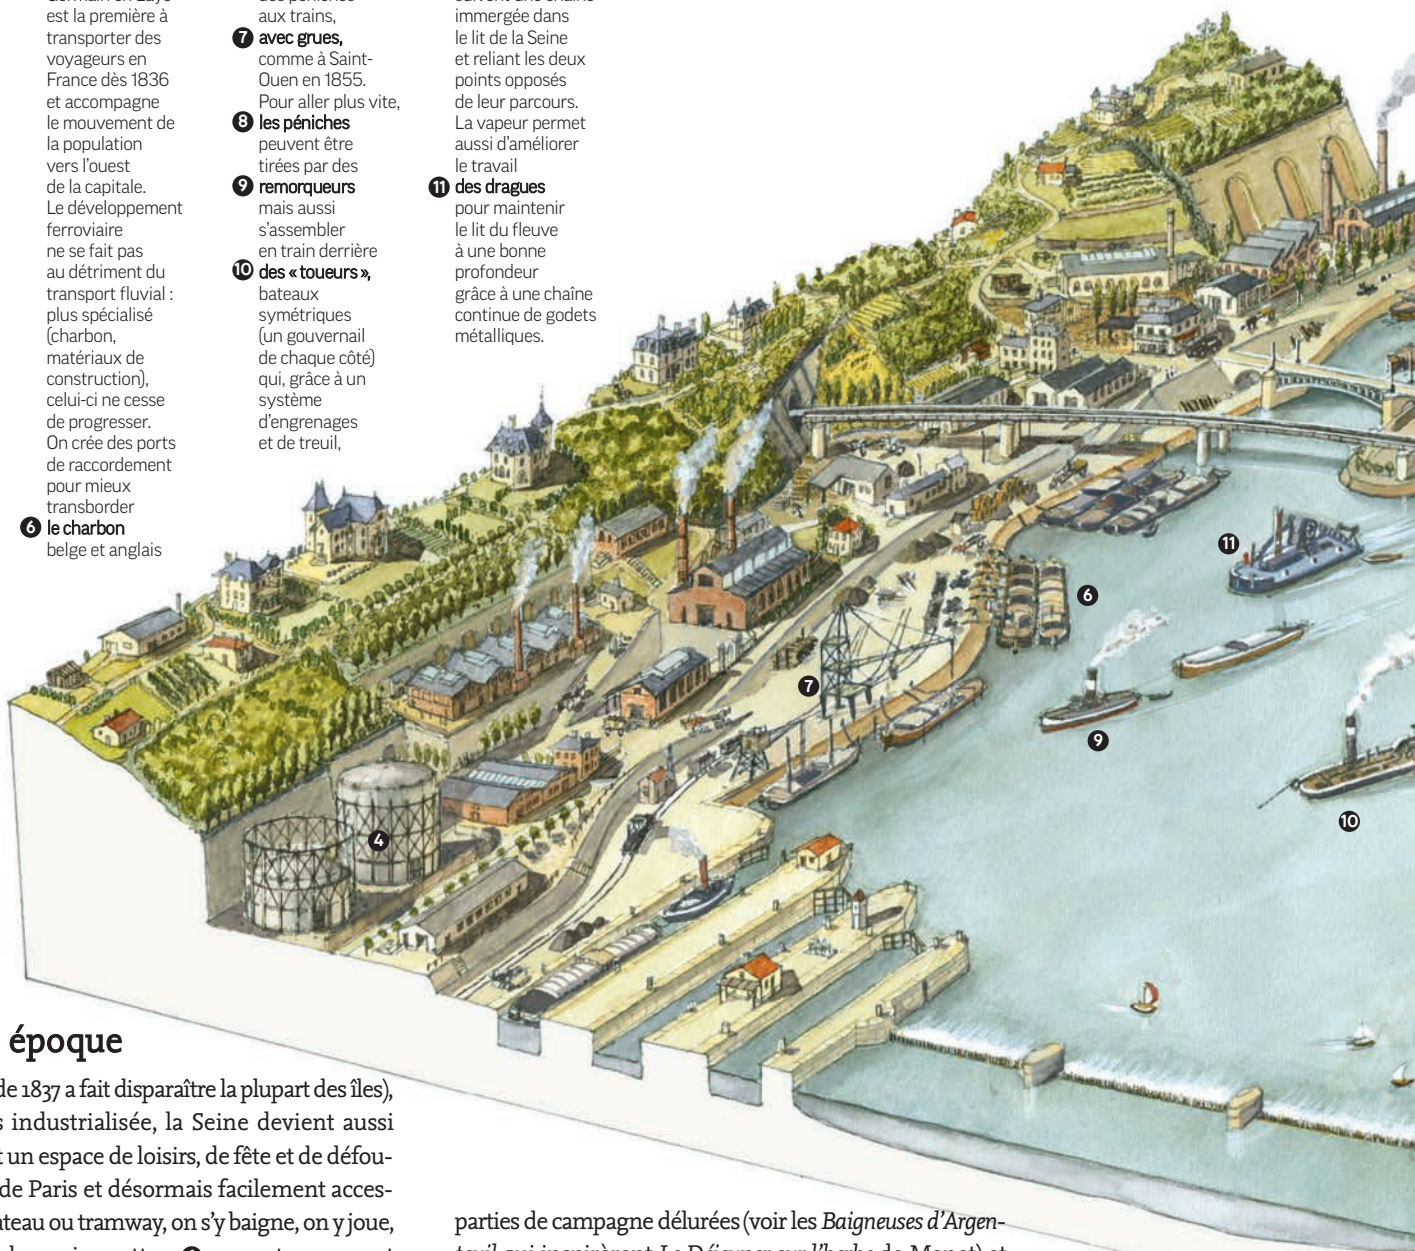 est la première à
transporter des
voyageurs en
France dès 1836
et accompagne
le mouvement de
la population
vers l'ouest
de la capitale.
Le développement
ferroviaire
ne se fait pas
au détriment du
transport fluvial :
plus spécialisé
(charbon,
matériaux de
construction),
celui-ci ne cesse
de progresser.
On crée des ports
de raccordement
pour mieux
transborder
6 le charbon
belge et anglais
aux trains,
7 avec grues,
comme à Saint-
Ouen en 1855.
Pour aller plus vite,
8 les péniches
peuvent être
tirées par des
9 remorqueurs
mais aussi
s'assembler
en train derrière
10 des « toueurs »,
bateaux
symétriques
(un gouvernail
de chaque côté)
qui, grâce à un
système
d'engrenages
et de treuil,
immergée dans
le lit de la Seine
et reliant les deux
points opposés
de leur parcours.
La vapeur permet
aussi d'améliorer
le travail
11 des dragues
pour maintenir
le lit du fleuve
à une bonne
profondeur
grâce à une chaîne
continue de godets
métalliques.
11
6
7
9
10
4
époque
de 1837 a fait disparaître la plupart des îles),
industrialisée, la Seine devient aussi
un espace de loisirs, de fête et de défou-
de Paris et désormais facilement acces-
ou tramway, on s'y baigne, on y joue,
parties de campagne délurées (voir les Baigneuses d'Argen-